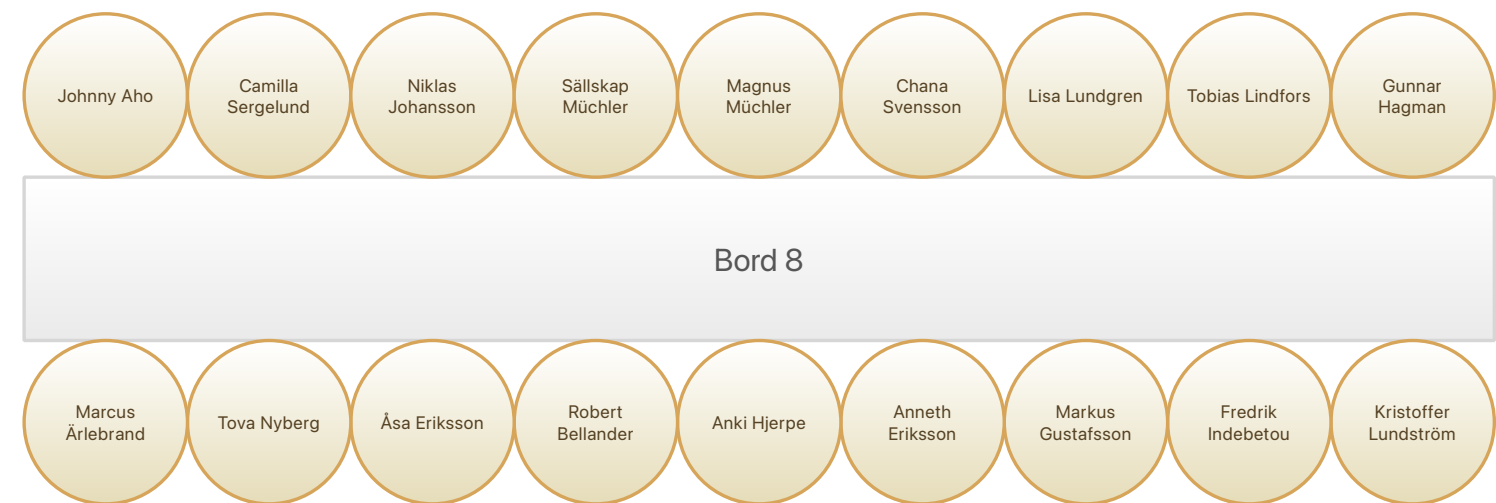 Johnny Aho
Camilla
Sergelund
Niklas
Johansson
Sällskap
Müchler
Magnus
Müchler
Chana
Svensson
Lisa Lundgren
Tobias Lindfors
Gunnar
Hagman
Bord 8
Marcus
Ärlebrand
Tova Nyberg
Åsa Eriksson
Robert
Bellander
Anki Hjerpe
Anneth
Eriksson
Markus
Gustafsson
Fredrik
Indebetou
Kristoffer
Lundström